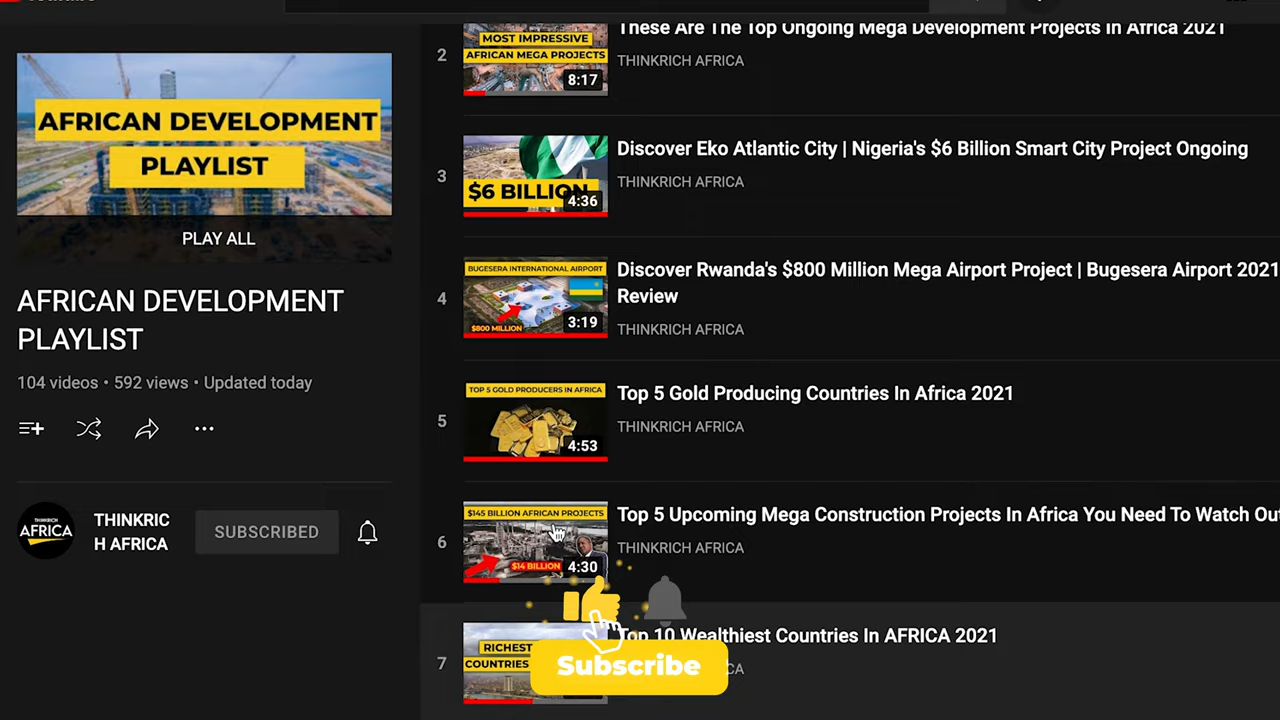 AFRICAN DEVELOPMENT
PLAYLIST
PLAY ALL
AFRICAN DEVELOPMENT
PLAYLIST
104 videos • 592 views • Updated today
THINKRICH
AFRICA
THINKRIC
H AFRICA
SUBSCRIBED
2
MOST IMPRESSIVE
AFRICAN MEGA PROJECTS
8:17
These Are The Top Ongoing Mega Development Projects In Africa 2021
THINKRICH AFRICA
3
$6 BILLION
4:36
Discover Eko Atlantic City | Nigeria's $6 Billion Smart City Project Ongoing
THINKRICH AFRICA
4
BUGESERA INTERNATIONAL AIRPORT
$800 MILLION
3:19
Discover Rwanda's $800 Million Mega Airport Project | Bugesera Airport 2021
Review
THINKRICH AFRICA
5
TOP 5 GOLD PRODUCERS IN AFRICA
4:53
Top 5 Gold Producing Countries In Africa 2021
THINKRICH AFRICA
6
$145 BILLION AFRICAN PROJECTS
$14 BILLION
4:30
Top 5 Upcoming Mega Construction Projects In Africa You Need To Watch Ou
THINKRICH AFRICA
7
RICHEST
COUNTRIES
Top 10 Wealthiest Countries In AFRICA 2021
CA
Subscribe